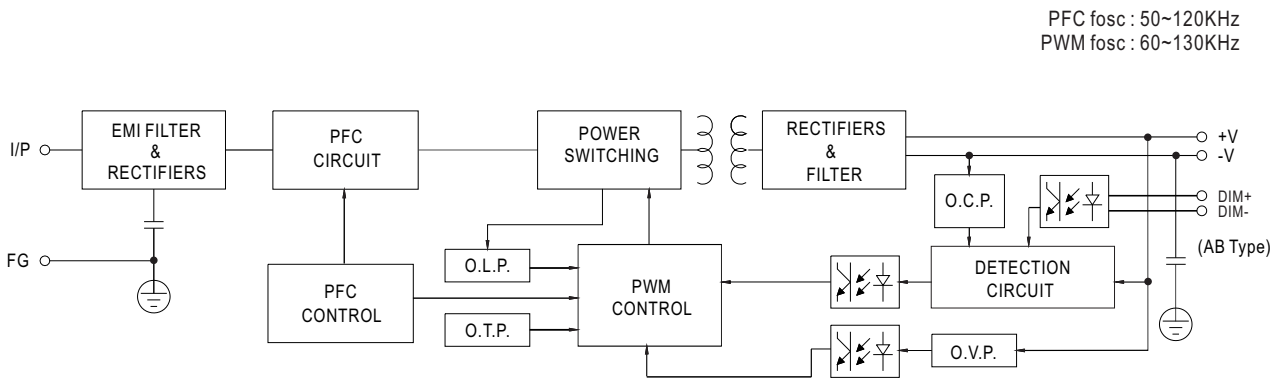 PFC fosc : 50~120KHz
PWM fosc : 60~130KHz
I/P
EMI FILTER
&
RECTIFIERS
PFC
CIRCUIT
POWER
SWITCHING
RECTIFIERS
&
FILTER
+V
-V
O.C.P.
DIM+
DIM-
(AB Type)
FG
O.L.P.
PFC
CONTROL
O.T.P.
PWM
CONTROL
DETECTION
CIRCUIT
O.V.P.